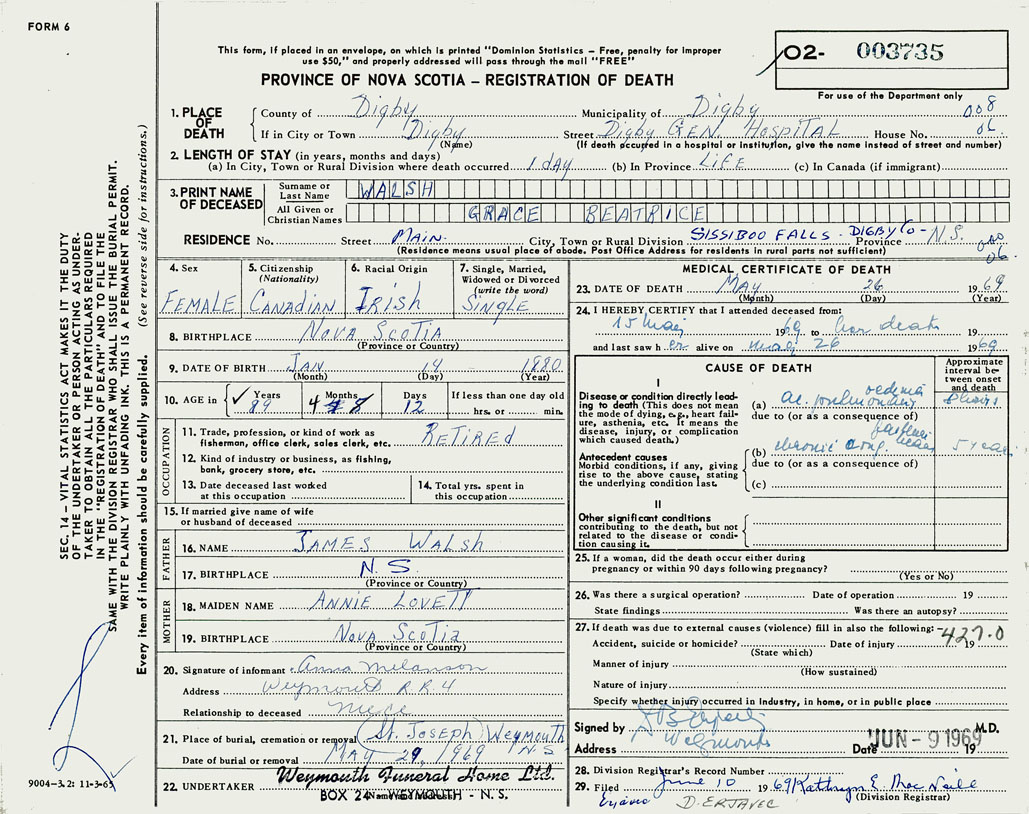 FORM 6
This form, if placed in an envelope, on which is printed "Dominion Statistics – Free, penalty for improper
use $50," and properly addressed will pass through the mail "FREE"
PROVINCE OF NOVA SCOTIA – REGISTRATION OF DEATH
O2- 003735
For use of the Department only
1. PLACE OF DEATH
County of Digby Municipality of Digby 008
If in City or Town Digby Street Digby GEN. HOSPITAL House No. 06
(Name) (If death occurred in a hospital or institution, give the name instead of street and number)
2. LENGTH OF STAY (in years, months and days)
(a) In City, Town or Rural Division where death occurred 1 day (b) In Province LIFE (c) In Canada (if immigrant)
3. PRINT NAME OF DECEASED
Surname or Last Name WALSH
All Given or Christian Names GRACE BEATRICE
RESIDENCE No. Street MAIN City, Town or Rural Division SISSIBOO FALLS - DIGBY Co- Province N.S.
(Residence means usual place of abode. Post Office Address for residents in rural parts not sufficient) 06
4. Sex FEMALE
5. Citizenship (Nationality) Canadian
6. Racial Origin Irish
7. Single, Married, Widowed or Divorced (write the word) Single
8. BIRTHPLACE Nova Scotia
(Province or Country)
9. DATE OF BIRTH JAN 14 1880
(Month) (Day) (Year)
10. AGE in Years 89 Months 4 8 Days 12 If less than one day old hrs. or min.
OCCUPATION
11. Trade, profession, or kind of work as fisherman, office clerk, sales clerk, etc. RETIRED
12. Kind of industry or business, as fishing, bank, grocery store, etc.
13. Date deceased last worked at this occupation
14. Total yrs. spent in this occupation
15. If married give name of wife or husband of deceased
FATHER
16. NAME JAMES Walsh
17. BIRTHPLACE N.S.
(Province or Country)
MOTHER
18. MAIDEN NAME ANNIE LOVETT
19. BIRTHPLACE Nova Scotia
(Province or Country)
20. Signature of informant Anna Melanson
Address Weymouth R.R.4
Relationship to deceased niece
21. Place of burial, cremation or removal (St. Joseph) Weymouth
Date of burial or removal MAY 29, 1969 N.S
22. UNDERTAKER Weymouth Funeral Home Ltd.
BOX 24 WEYMOUTH - N.S.
MEDICAL CERTIFICATE OF DEATH
23. DATE OF DEATH May 26 1969
(Month) (Day) (Year)
24. I HEREBY CERTIFY that I attended deceased from:
15 May 1969 to her death 19
and last saw her alive on May 26 1969
CAUSE OF DEATH
Approximate interval between onset and death
I
Disease or condition directly leading to death (This does not mean the mode of dying, e.g., heart failure, asthenia, etc. It means the disease, injury, or complication which caused death.)
(a) ac. pulmonary oedema
due to (or as a consequence of)
Antecedent causes
Morbid conditions, if any, giving rise to the above cause, stating the underlying condition last.
(b) chronic cong. heart failure 5 years
due to (or as a consequence of)
(c)
II
Other significant conditions contributing to the death, but not related to the disease or condition causing it.
25. If a woman, did the death occur either during pregnancy or within 90 days following pregnancy?
(Yes or No)
26. Was there a surgical operation? Date of operation 19
State findings Was there an autopsy?
27. If death was due to external causes (violence) fill in also the following: 427.0
Accident, suicide or homicide? Date of injury 19
(State which)
Manner of injury
(How sustained)
Nature of injury
Specify whether injury occurred in Industry, in home, or in public place
Signed by M.D.
Address Weymouth Date JUN - 9 1969 19
28. Division Registrar's Record Number
29. Filed June 10 1969 Kathryn E. Mac Neill
(Division Registrar)
D. ERJAVEC
SEC. 14 – VITAL STATISTICS ACT MAKES IT THE DUTY
OF THE UNDERTAKER OR PERSON ACTING AS UNDER-
TAKER TO OBTAIN ALL THE PARTICULARS REQUIRED
IN THE "REGISTRATION OF DEATH" AND TO FILE THE
SAME WITH THE DIVISION REGISTRAR WHO SHALL ISSUE THE BURIAL PERMIT.
WRITE PLAINLY WITH UNFADING INK. THIS IS A PERMANENT RECORD.
Every item of information should be carefully supplied. (See reverse side for instructions.)
9004-3.2: 11-3-65